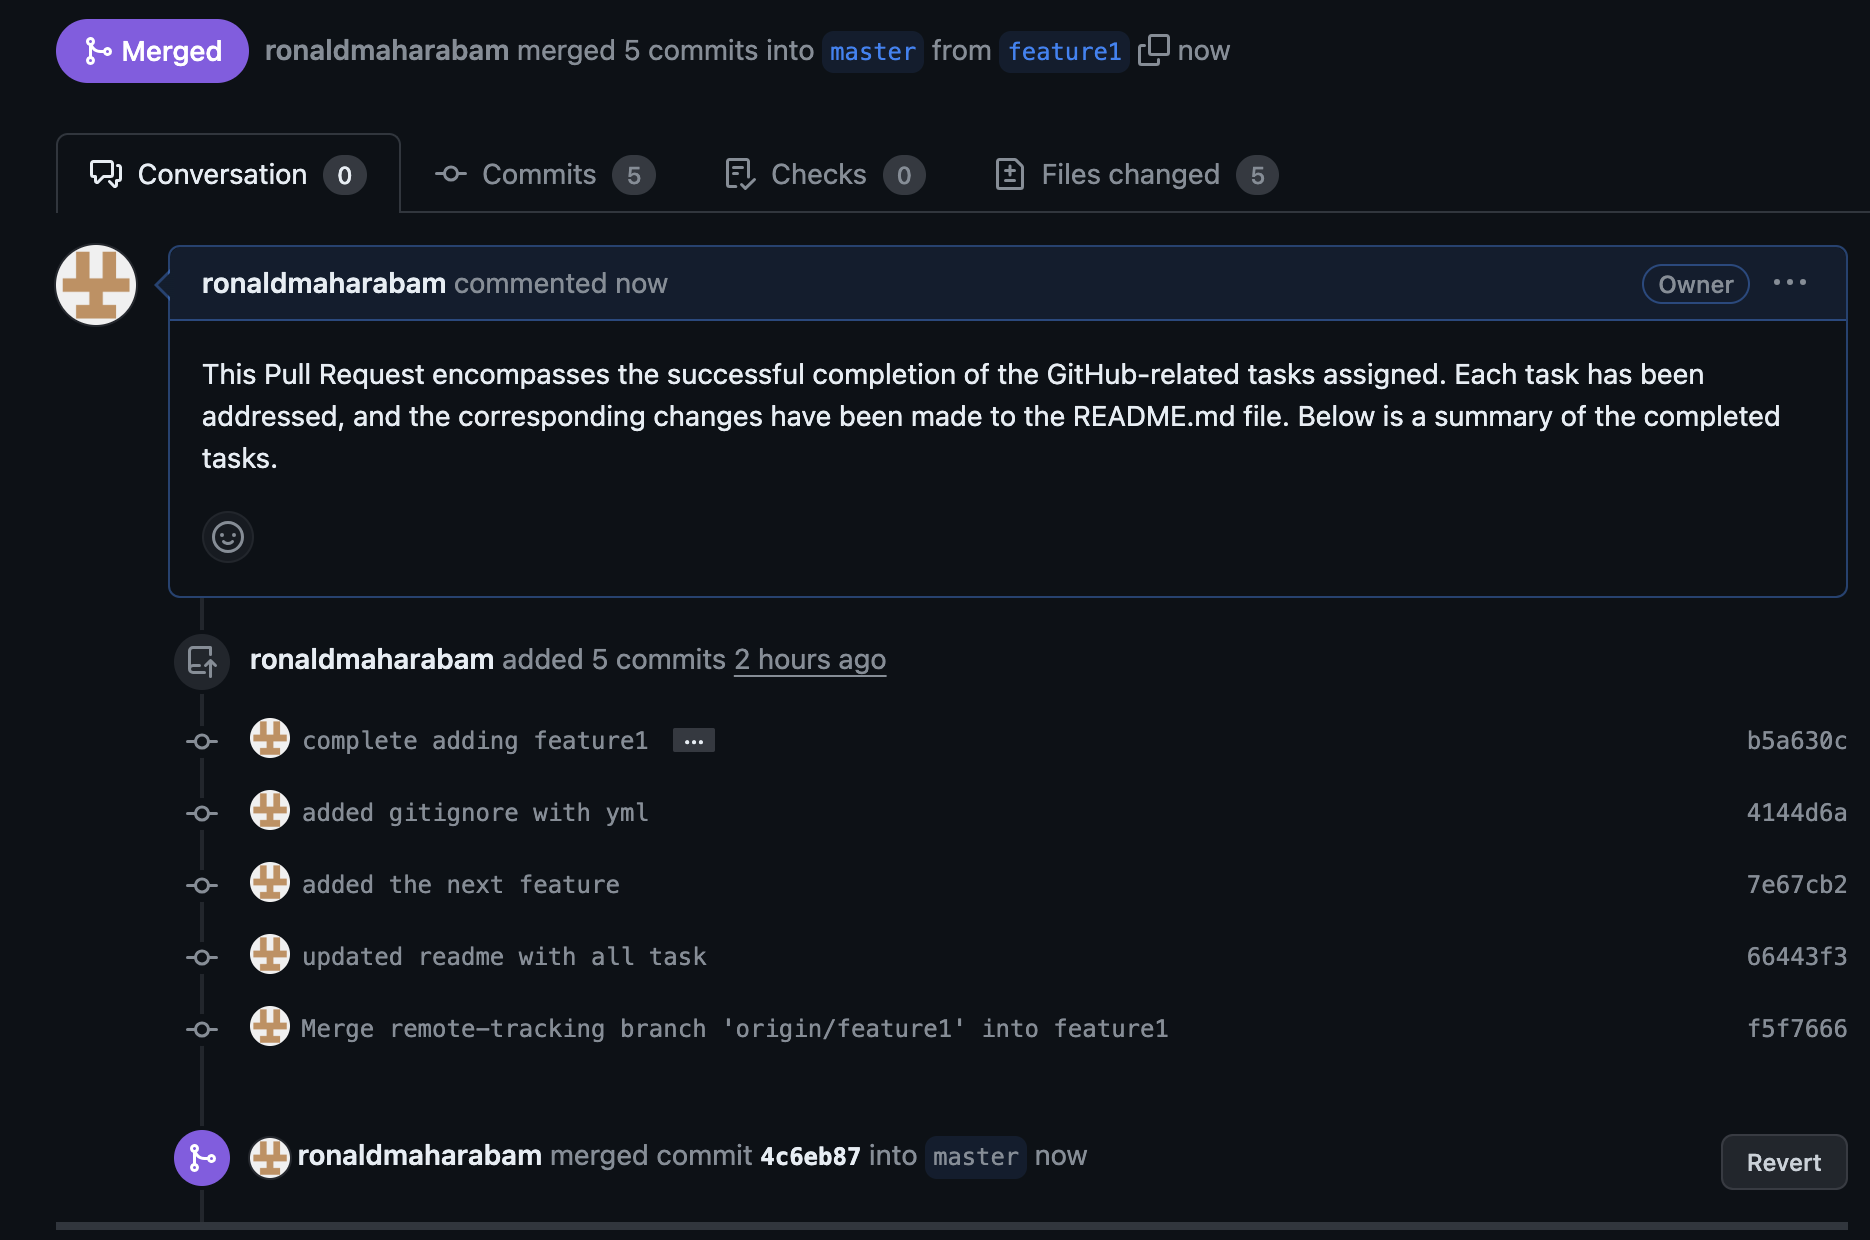 Merged ronaldmaharabam merged 5 commits into master from feature1 now
Conversation 0 Commits 5 Checks 0 Files changed 5
ronaldmaharabam commented now Owner ...
This Pull Request encompasses the successful completion of the GitHub-related tasks assigned. Each task has been
addressed, and the corresponding changes have been made to the README.md file. Below is a summary of the completed
tasks.
ronaldmaharabam added 5 commits 2 hours ago
complete adding feature1 ... b5a630c
added gitignore with yml 4144d6a
added the next feature 7e67cb2
updated readme with all task 66443f3
Merge remote-tracking branch 'origin/feature1' into feature1 f5f7666
ronaldmaharabam merged commit 4c6eb87 into master now Revert